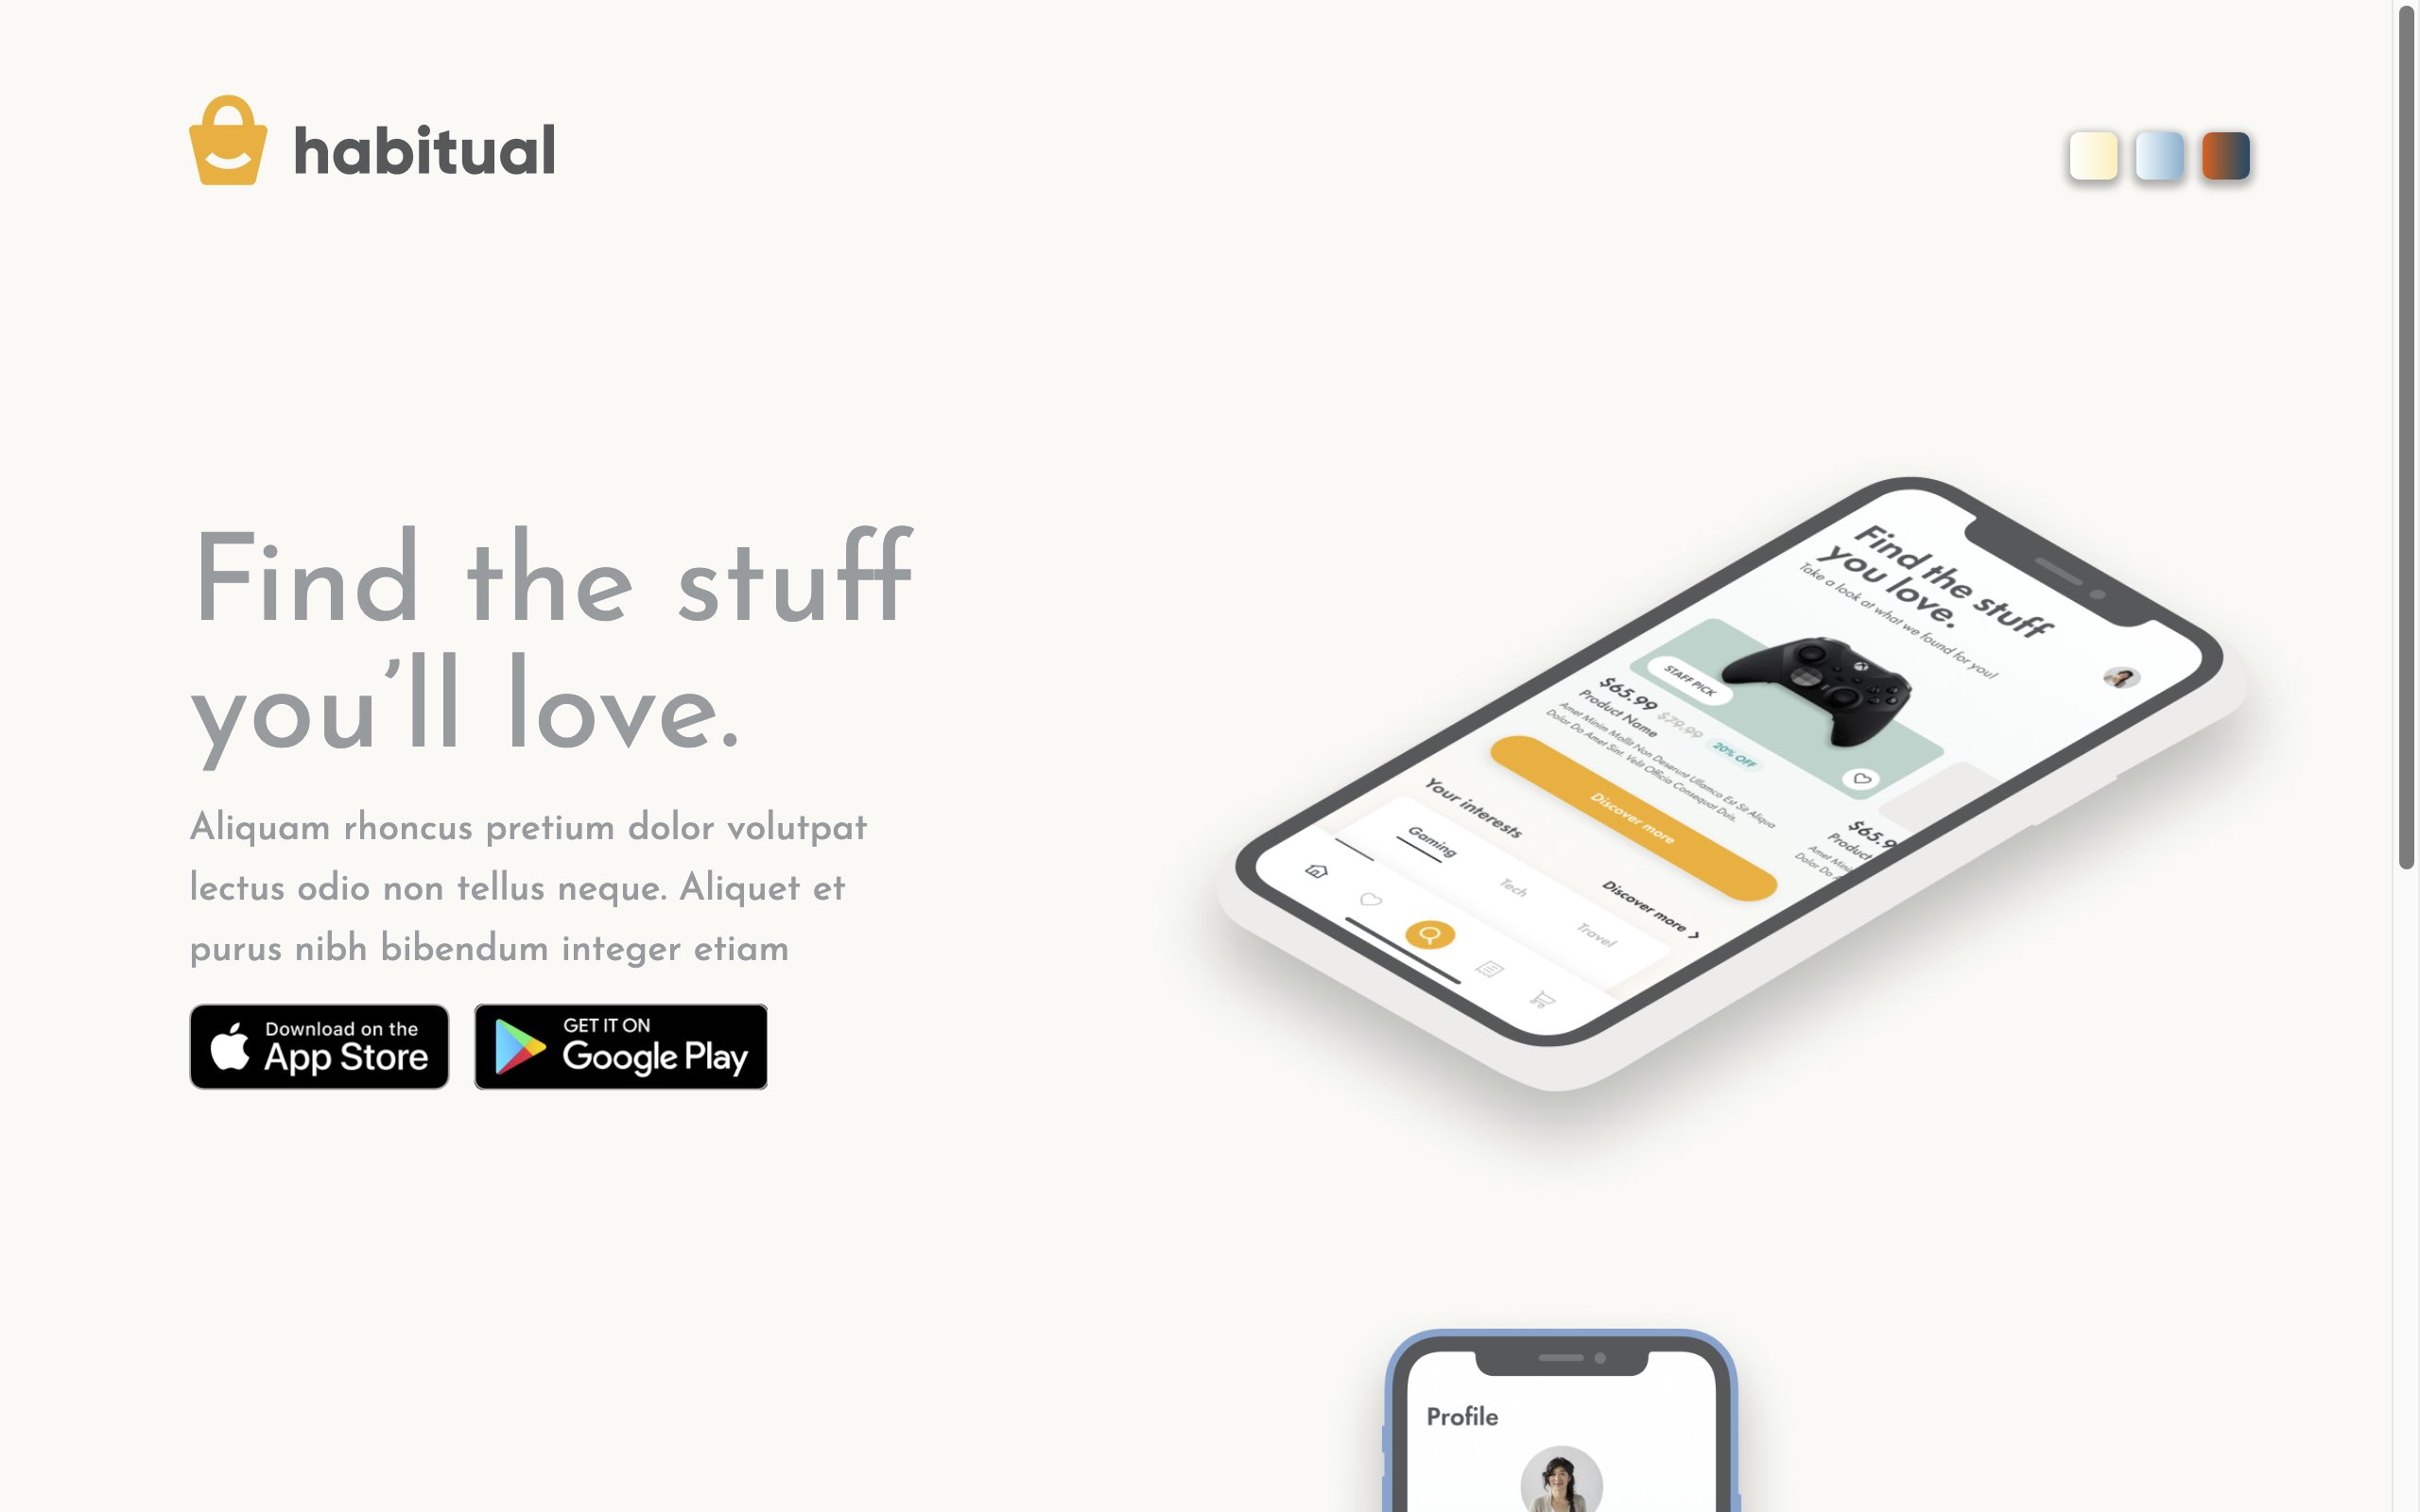 habitual
Find the stuff
you'll love.
Aliquam rhoncus pretium dolor volutpat
lectus odio non tellus neque. Aliquet et
purus nibh bibendum integer etiam
Download on the
App Store
GET IT ON
Google Play
Find the stuff
you love.
Take a look at what we found for you!
STAFF PICK
$65.99 $79.99 20% OFF
Product Name
Amet Minim Mollit Non Deserunt Ullamco Est Sit Aliqua
Dolor Do Amet Sint. Velit Officia Consequat Duis.
Discover more
$65.9
Product
Amet Mini
Dolor Do A
Your interests
Discover more
Gaming
Tech
Travel
Profile